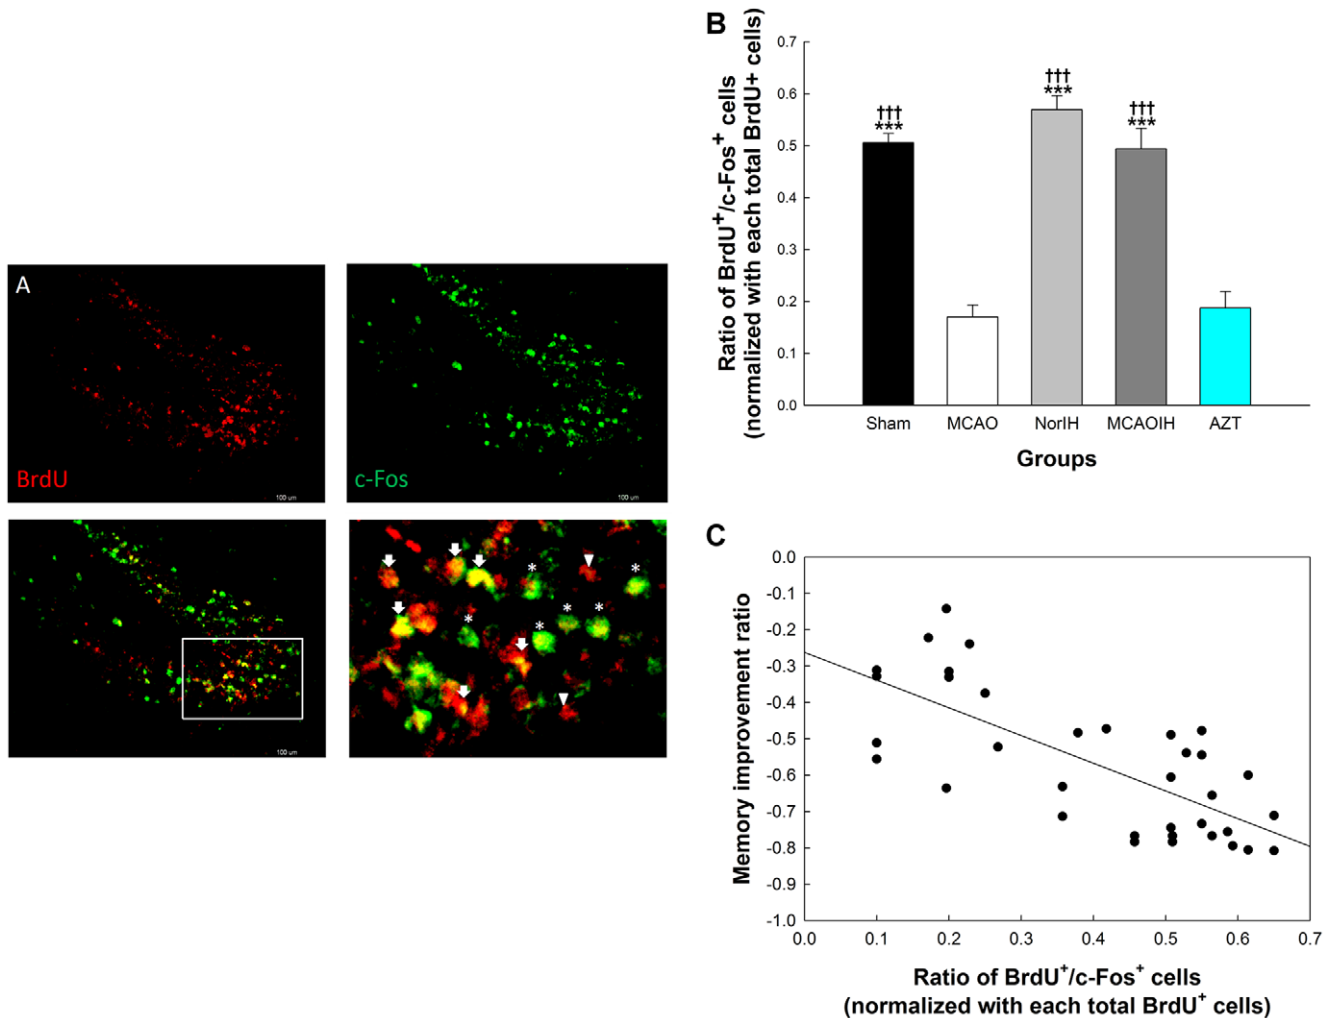 A
BrdU
100 um
c-Fos
100 um
100 um
* * * * * *
B
Ratio of BrdU⁺/c-Fos⁺ cells
(normalized with each total BrdU+ cells)
0.7
0.6
0.5
0.4
0.3
0.2
0.1
0.0
†††
***
†††
***
†††
***
Sham MCAO NorIH MCAOIH AZT
Groups
C
Memory improvement ratio
0.0
-0.1
-0.2
-0.3
-0.4
-0.5
-0.6
-0.7
-0.8
-0.9
-1.0
0.0 0.1 0.2 0.3 0.4 0.5 0.6 0.7
Ratio of BrdU⁺/c-Fos⁺ cells
(normalized with each total BrdU⁺ cells)